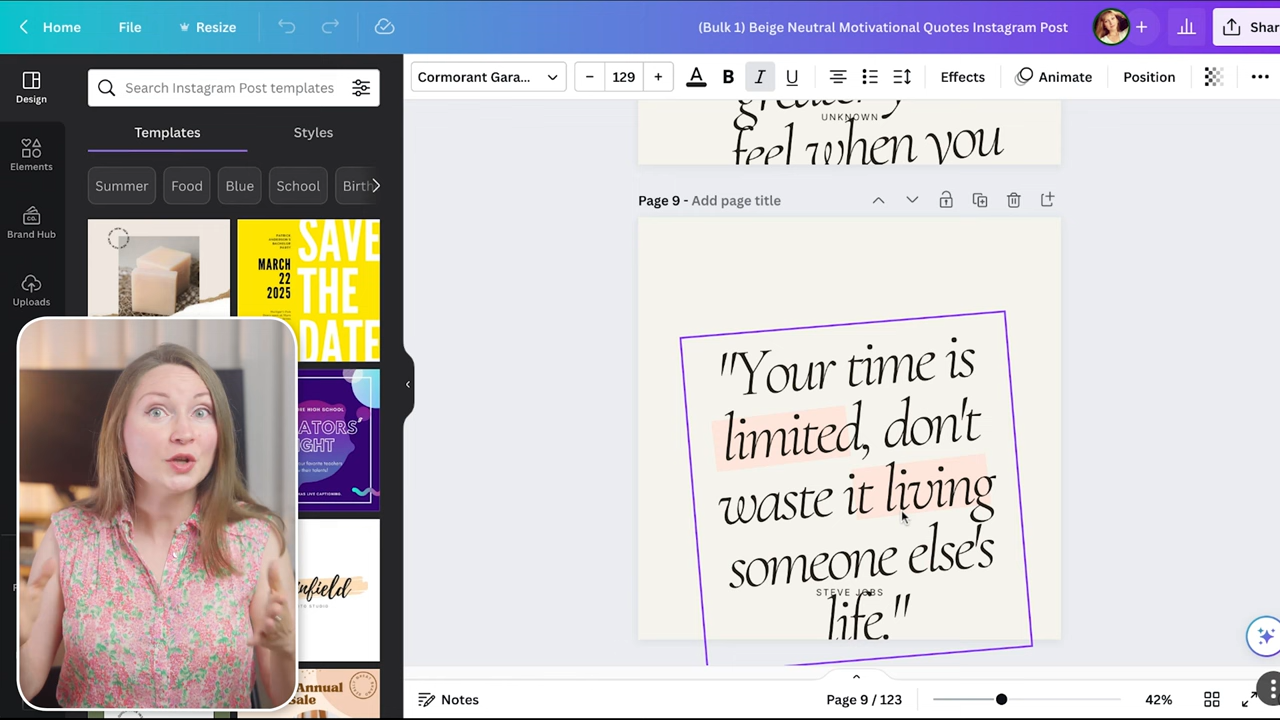 Home
File
Resize
(Bulk 1) Beige Neutral Motivational Quotes Instagram Post
Design
Elements
Brand Hub
Uploads
Search Instagram Post templates
Templates
Styles
Summer
Food
Blue
School
MARCH
22
2025
SAVE
THE
DATE
Cormorant Gara...
129
A
B
I
U
Effects
Animate
Position
UNKNOWN
feel when you
Page 9 - Add page title
"Your time is
limited, don't
waste it living
someone else's
STEVE JOBS
life."
Notes
Page 9 / 123
42%